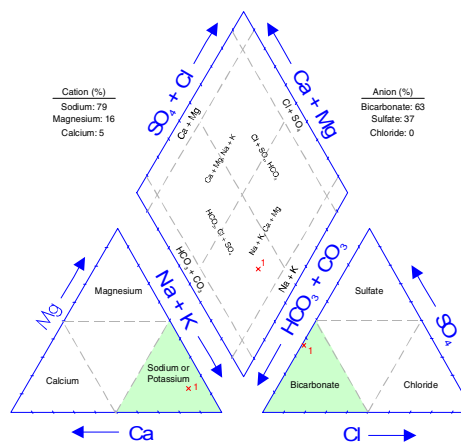 Cation (%)
Sodium: 79
Magnesium: 16
Calcium: 5
Anion (%)
Bicarbonate: 63
Sulfate: 37
Chloride: 0
SO₄ + Cl
Ca + Mg
Ca + Mg
Cl + SO₄
Ca + Mg, Na + K
Cl + SO₄, HCO₃
HCO₃, Cl + SO₄
Na + K, Ca + Mg
HCO₃ + CO₃
Na + K
1
Mg
Na + K
HCO₃ + CO₃
SO₄
Magnesium
Calcium
Sodium or
Potassium
1
Sulfate
Bicarbonate
Chloride
1
Ca
Cl